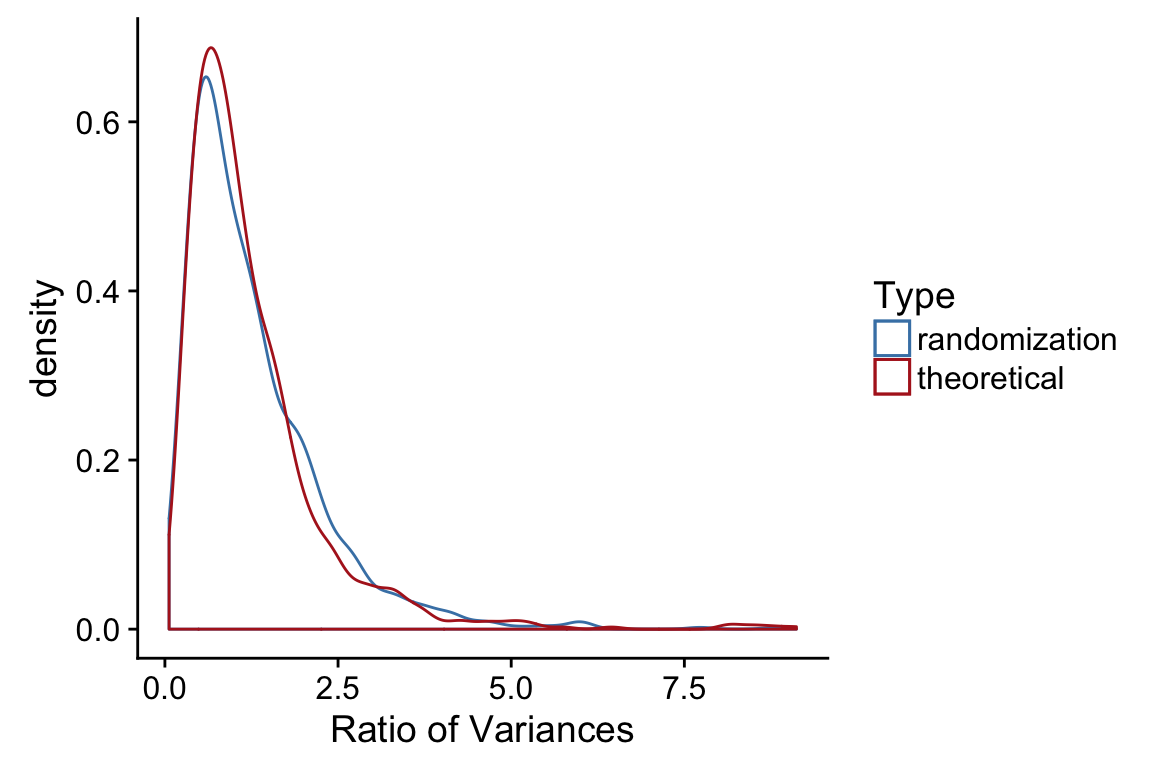 density
0.6
0.4
0.2
0.0
0.0
2.5
5.0
7.5
Ratio of Variances
Type
randomization
theoretical